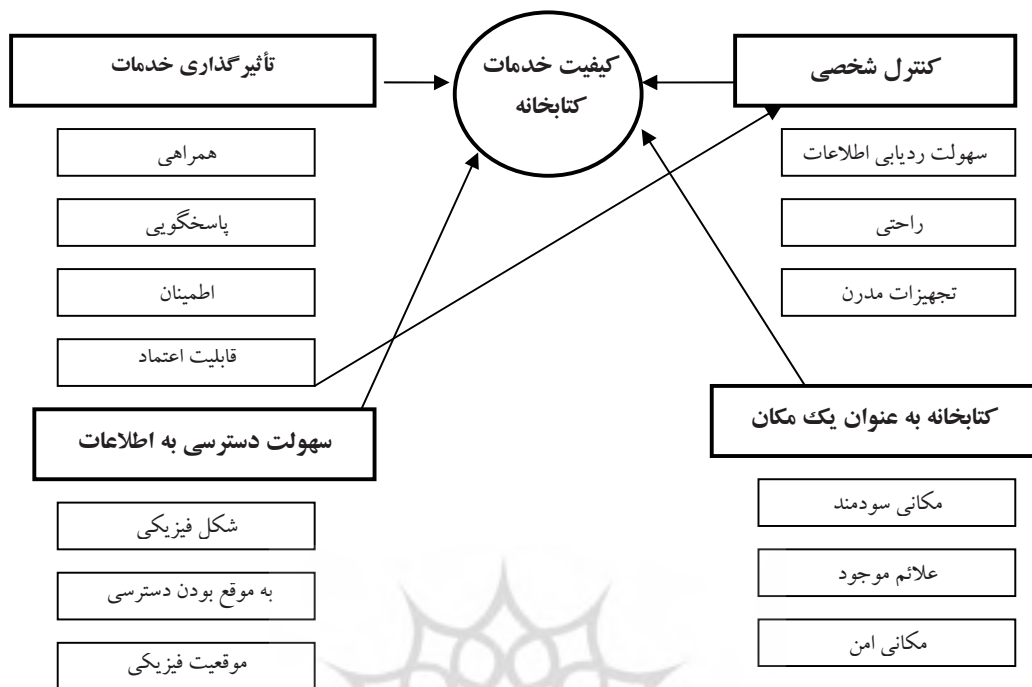 کیفیت خدمات
کتابخانه
کنترل شخصی
سهولت ردیابی اطلاعات
راحتی
تجهیزات مدرن
تأثیرگذاری خدمات
همراهی
پاسخگویی
اطمینان
قابلیت اعتماد
کتابخانه به عنوان یک مکان
مکانی سودمند
علائم موجود
مکانی امن
سهولت دسترسی به اطلاعات
شکل فیزیکی
به موقع بودن دسترسی
موقعیت فیزیکی